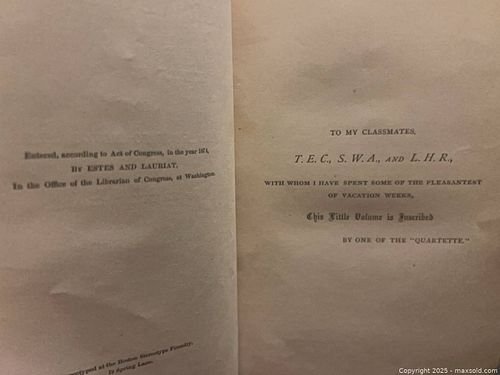 Entered, according to Act of Congress, in the year 1874,
BY ESTES AND LAURIAT,
In the Office of the Librarian of Congress, at Washington.
at the Boston Stereotype Foundry,
19 Spring Lane.
TO MY CLASSMATES,
T. E. C., S. W. A., AND L. H. R.,
WITH WHOM I HAVE SPENT SOME OF THE PLEASANTEST
OF VACATION WEEKS,
This Little Volume is Inscribed
BY ONE OF THE "QUARTETTE."
Copyright 2025 - maxsold.com